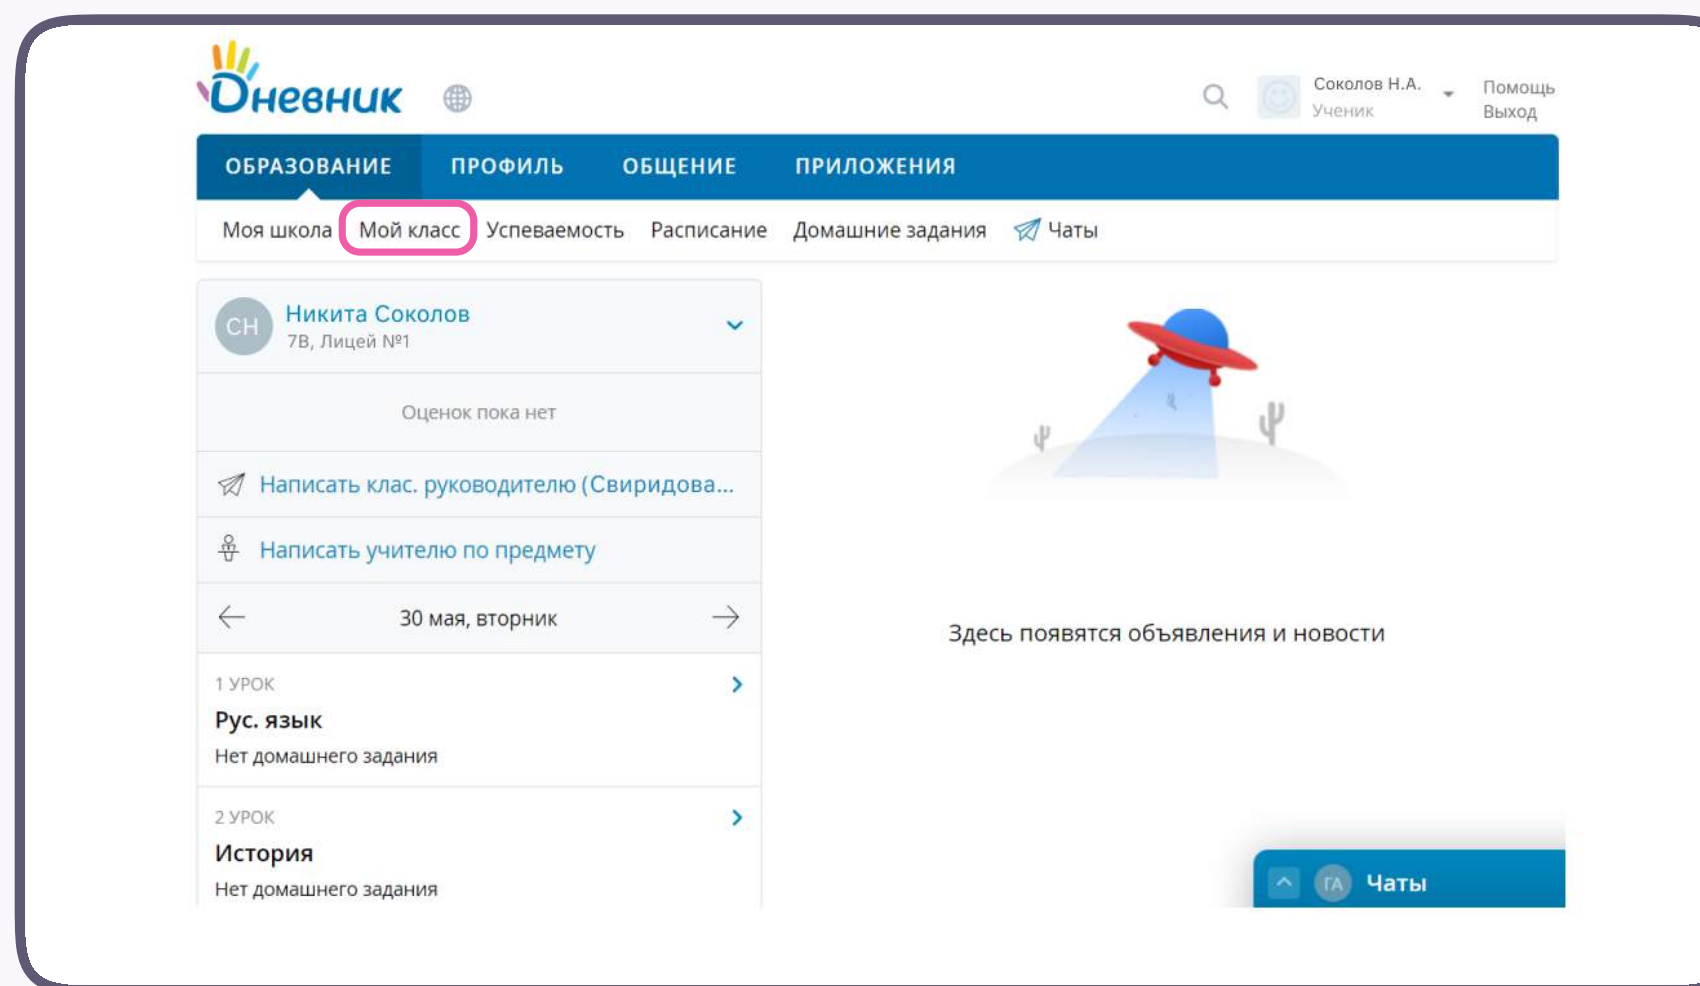 Дневник
Соколов Н.А.
Ученик
Помощь
Выход
ОБРАЗОВАНИЕ ПРОФИЛЬ ОБЩЕНИЕ ПРИЛОЖЕНИЯ
Моя школа Мой класс Успеваемость Расписание Домашние задания Чаты
СН
Никита Соколов
7В, Лицей №1
Оценок пока нет
Написать клас. руководителю (Свиридова...
Написать учителю по предмету
30 мая, вторник
1 УРОК
Рус. язык
Нет домашнего задания
2 УРОК
История
Нет домашнего задания
Здесь появятся объявления и новости
ГА Чаты